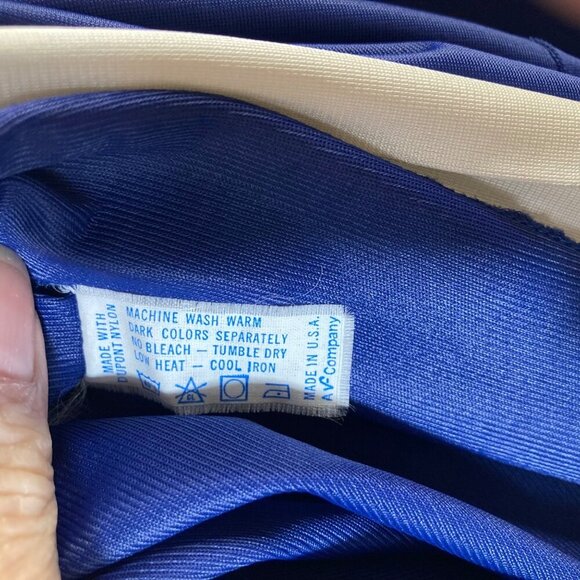 MADE WITH
DUPONT NYLON
MACHINE WASH WARM
DARK COLORS SEPARATELY
NO BLEACH — TUMBLE DRY
LOW HEAT — COOL IRON
MADE IN U.S.A.
A VF Company